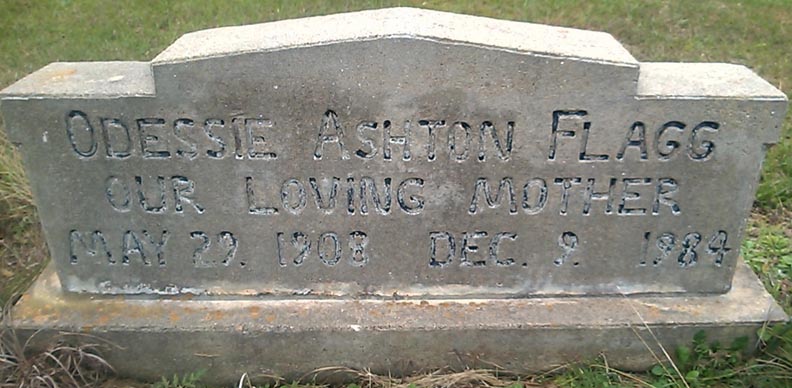 ODESSIE ASHTON FLAGG
OUR LOVING MOTHER
MAY 29, 1908 DEC. 9, 1984